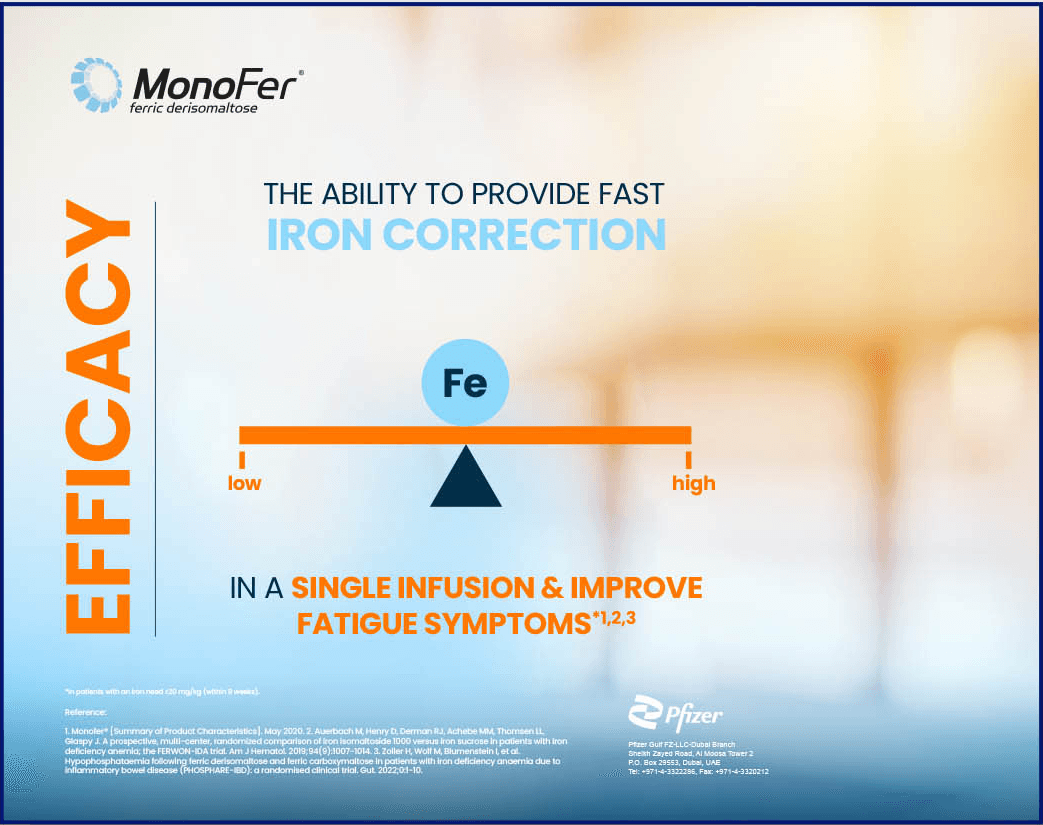 MonoFer®
ferric derisomaltose
EFFICACY
THE ABILITY TO PROVIDE FAST
IRON CORRECTION
Fe
low
high
IN A SINGLE INFUSION & IMPROVE
FATIGUE SYMPTOMS*1,2,3
*In patients with an iron need ≤20 mg/kg (within 9 weeks).
Reference:
1. Monofer® [Summary of Product Characteristics]. May 2020. 2. Auerbach M, Henry D, Derman RJ, Achebe MM, Thomsen LL,
Glaspy J. A prospective, multi-center, randomized comparison of iron isomaltoside 1000 versus iron sucrose in patients with iron
deficiency anemia; the FERWON-IDA trial. Am J Hematol. 2019;94(9):1007-1014. 3. Zoller H, Wolf M, Blumenstein I, et al.
Hypophosphataemia following ferric derisomaltose and ferric carboxymaltose in patients with iron deficiency anaemia due to
inflammatory bowel disease (PHOSPHARE-IBD): a randomised clinical trial. Gut. 2022;0:1-10.
Pfizer
Pfizer Gulf FZ-LLC-Dubai Branch
Sheikh Zayed Road, Al Moosa Tower 2
P.O. Box 29553, Dubai, UAE
Tel: +971-4-3322286, Fax: +971-4-3320212